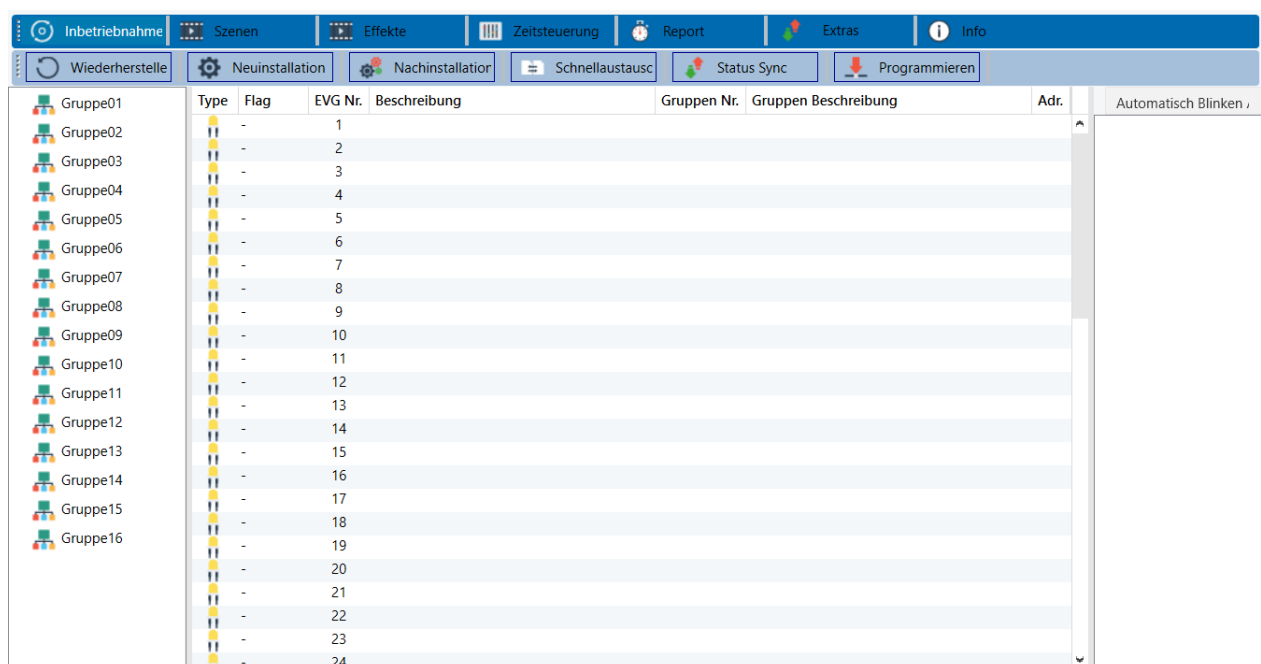 Inbetriebnahme Szenen Effekte Zeitsteuerung Report Extras Info
Wiederherstelle Neuinstallation Nachinstallation Schnellaustausc Status Sync Programmieren
Gruppe01
Gruppe02
Gruppe03
Gruppe04
Gruppe05
Gruppe06
Gruppe07
Gruppe08
Gruppe09
Gruppe10
Gruppe11
Gruppe12
Gruppe13
Gruppe14
Gruppe15
Gruppe16
Type Flag EVG Nr. Beschreibung Gruppen Nr. Gruppen Beschreibung Adr.
- 1
- 2
- 3
- 4
- 5
- 6
- 7
- 8
- 9
- 10
- 11
- 12
- 13
- 14
- 15
- 16
- 17
- 18
- 19
- 20
- 21
- 22
- 23
- 24
Automatisch Blinken